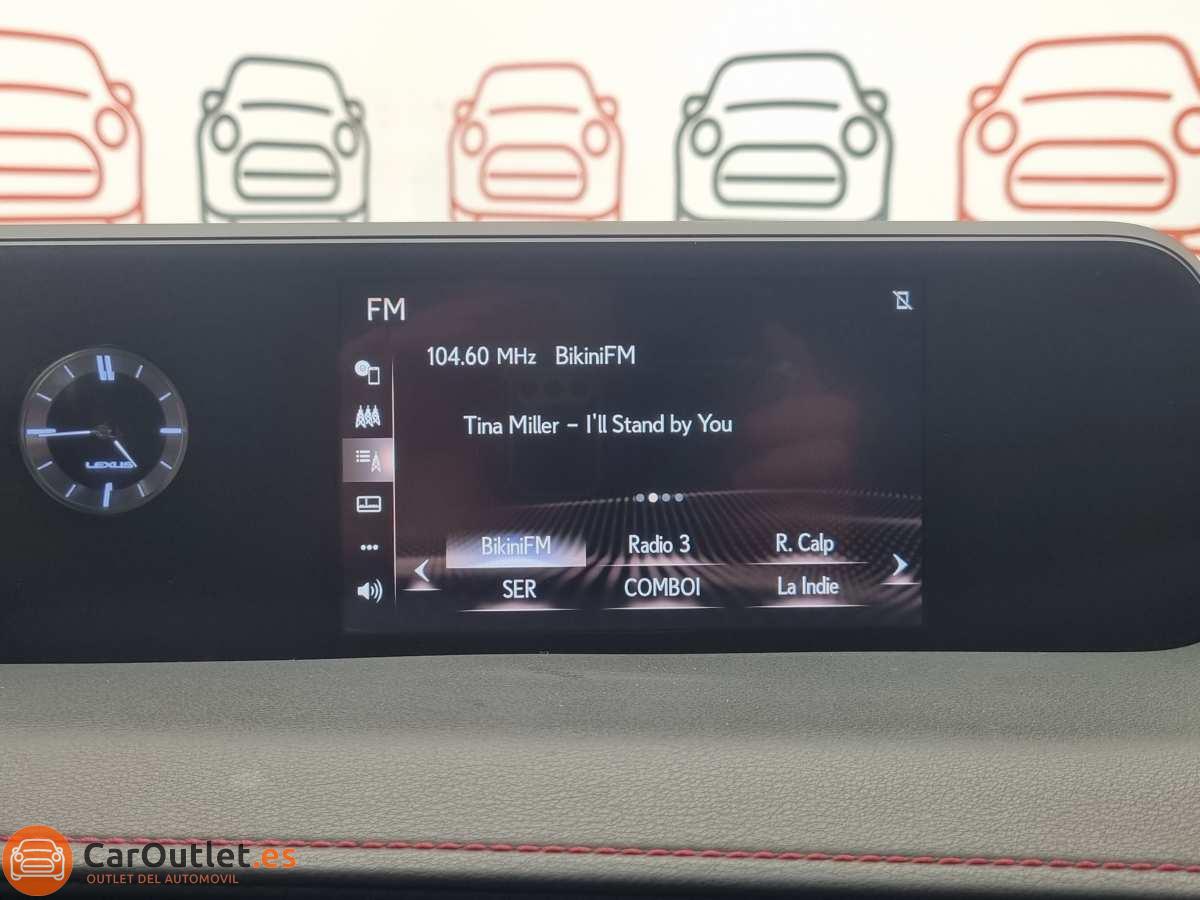 FM
104.60 MHz BikiniFM
Tina Miller – I'll Stand by You
LEXUS
BikiniFM Radio 3 R. Calp
SER COMBOI La Indie
CarOutlet.es
OUTLET DEL AUTOMOVIL